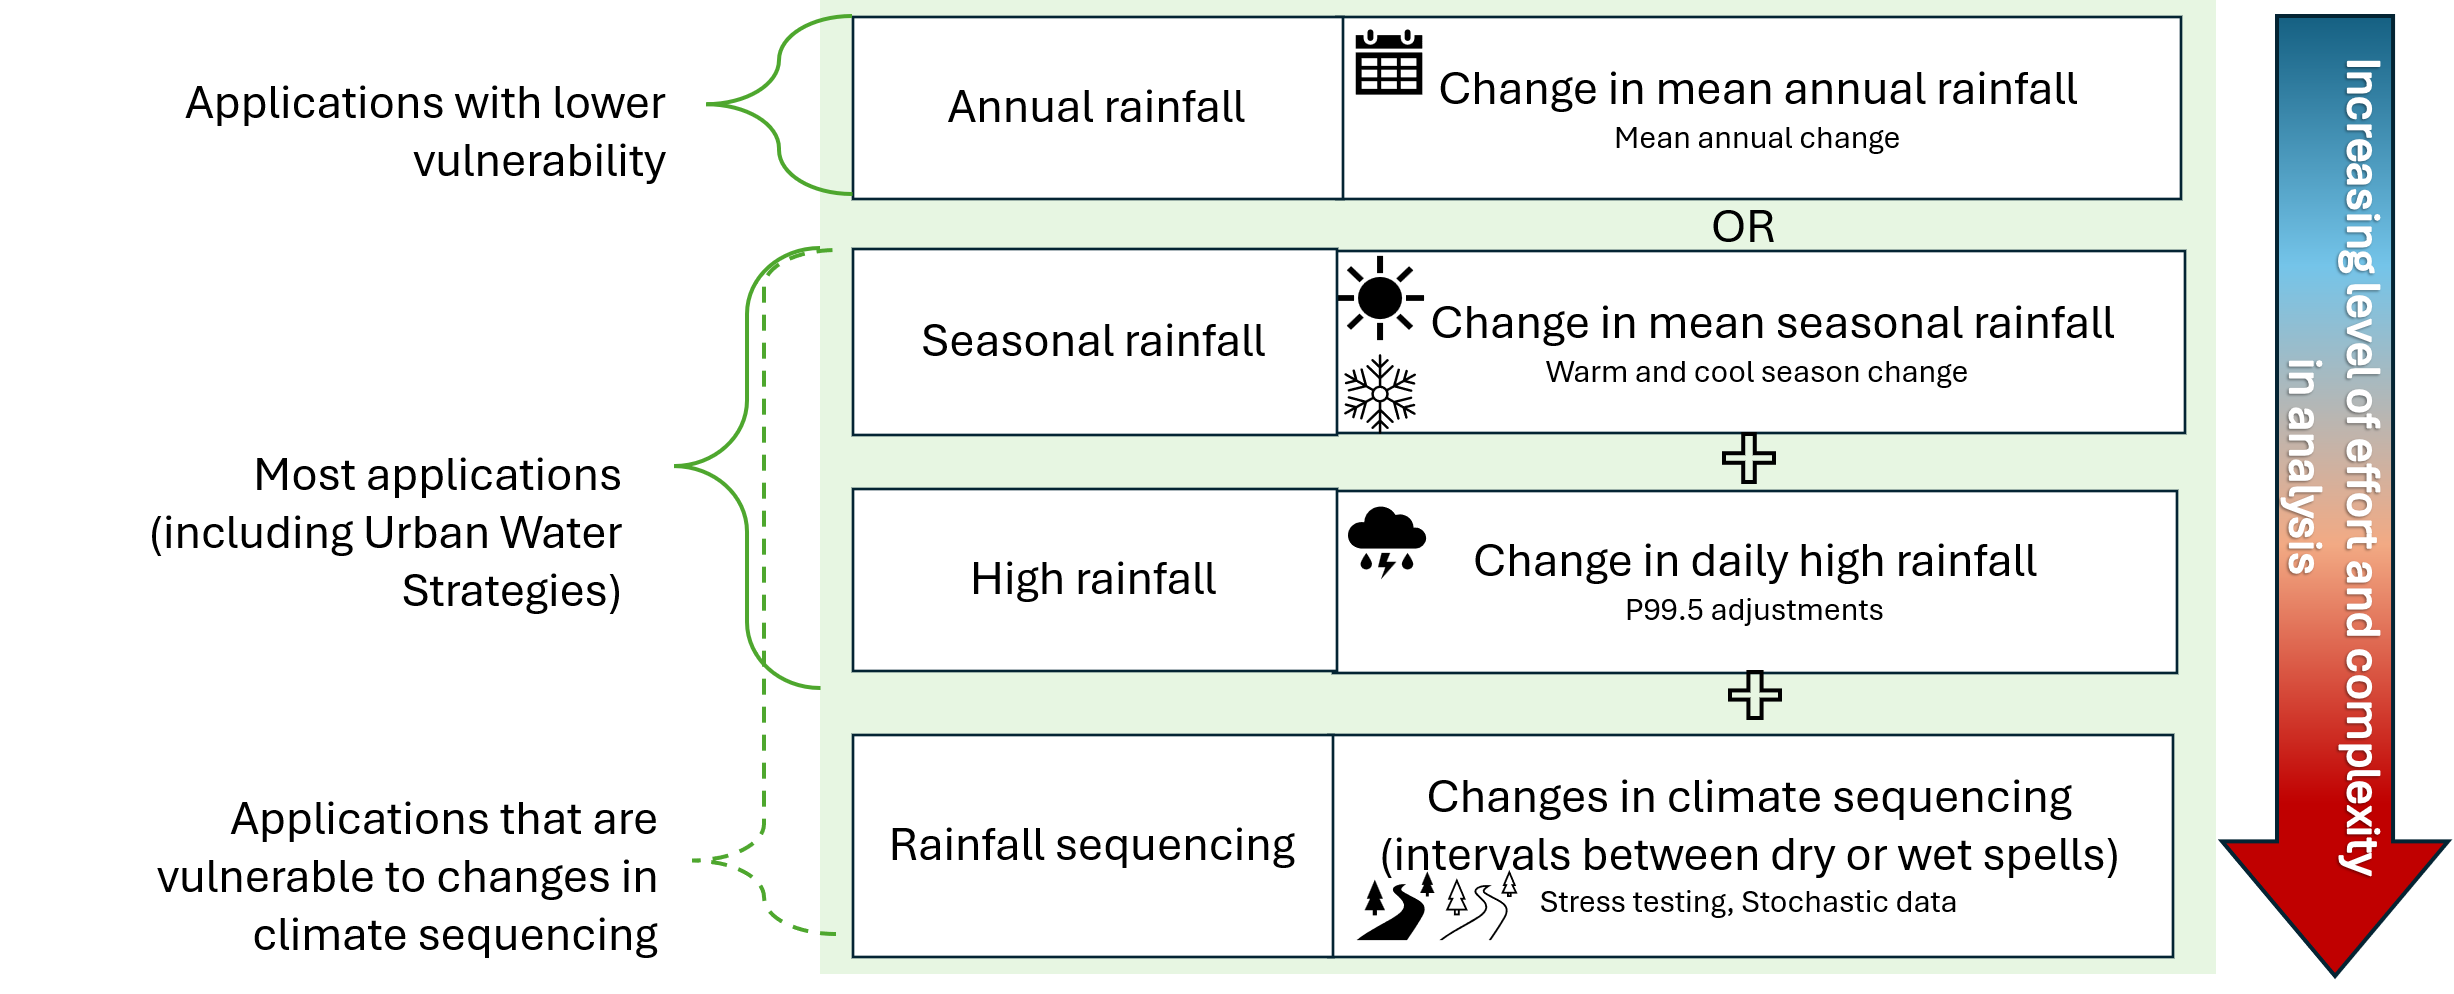 Applications with lower
vulnerability
Annual rainfall
Change in mean annual rainfall
Mean annual change
OR
Most applications
(including Urban Water
Strategies)
Seasonal rainfall
Change in mean seasonal rainfall
Warm and cool season change
High rainfall
Change in daily high rainfall
P99.5 adjustments
Applications that are
vulnerable to changes in
climate sequencing
Rainfall sequencing
Changes in climate sequencing
(intervals between dry or wet spells)
Stress testing, Stochastic data
Increasing level of effort and complexity
in analysis